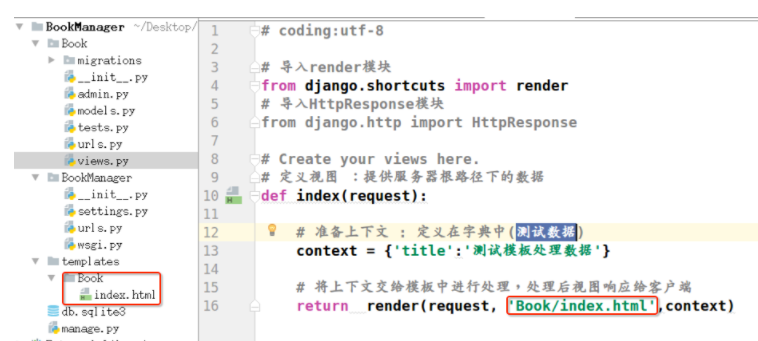 BookManager ~/Desktop/
Book
migrations
__init__.py
admin.py
models.py
tests.py
urls.py
views.py
BookManager
__init__.py
settings.py
urls.py
wsgi.py
templates
Book
index.html
db.sqlite3
manage.py
1 # coding:utf-8
2
3 # 导入render模块
4 from django.shortcuts import render
5 # 导入HttpResponse模块
6 from django.http import HttpResponse
7
8 # Create your views here.
9 # 定义视图 :提供服务器根路径下的数据
10 def index(request):
11
12 # 准备上下文 : 定义在字典中(测试数据)
13 context = {'title':'测试模板处理数据'}
14
15 # 将上下文交给模板中进行处理,处理后视图响应给客户端
16 return render(request, 'Book/index.html',context)